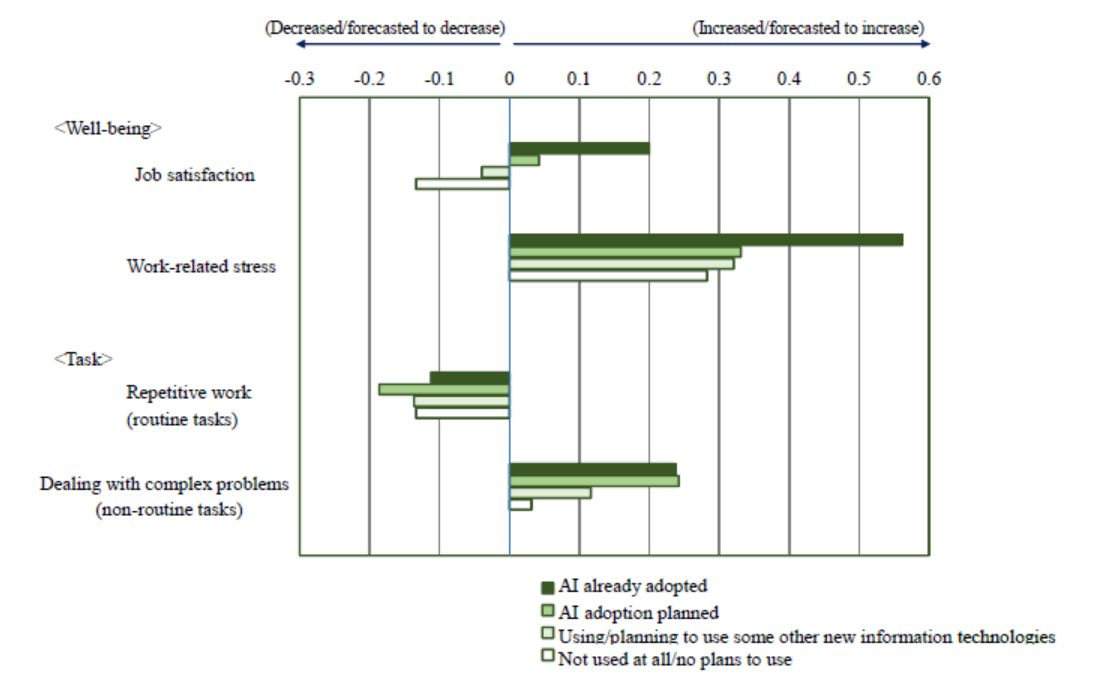 (Decreased/forecasted to decrease) (Increased/forecasted to increase)
-0.3 -0.2 -0.1 0 0.1 0.2 0.3 0.4 0.5 0.6
<Well-being>
Job satisfaction
Work-related stress
<Task>
Repetitive work
(routine tasks)
Dealing with complex problems
(non-routine tasks)
AI already adopted
AI adoption planned
Using/planning to use some other new information technologies
Not used at all/no plans to use